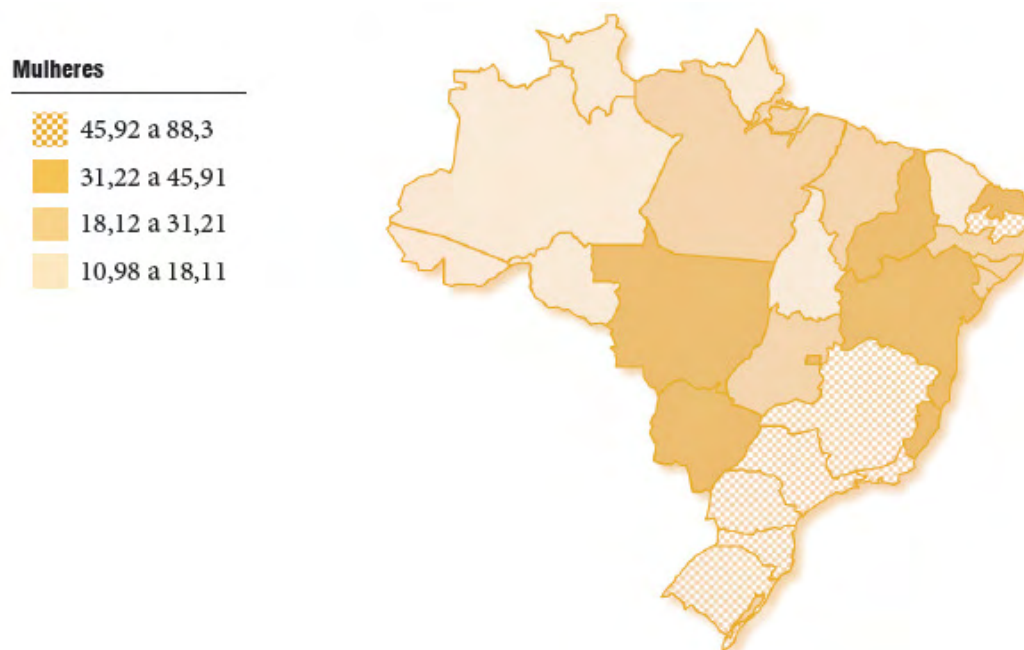 Mulheres
45,92 a 88,3
31,22 a 45,91
18,12 a 31,21
10,98 a 18,11